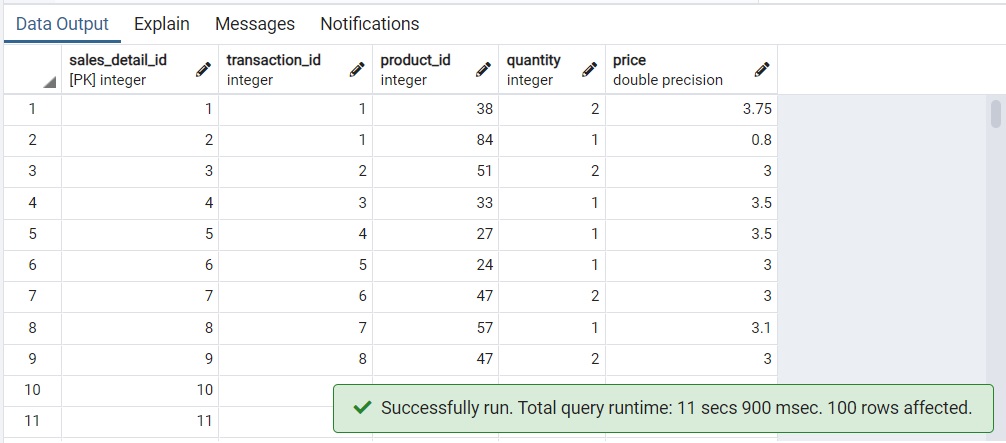 Data Output Explain Messages Notifications
sales_detail_id transaction_id product_id quantity price
[PK] integer integer integer integer double precision
1 1 1 38 2 3.75
2 2 1 84 1 0.8
3 3 2 51 2 3
4 4 3 33 1 3.5
5 5 4 27 1 3.5
6 6 5 24 1 3
7 7 6 47 2 3
8 8 7 57 1 3.1
9 9 8 47 2 3
10 10
Successfully run. Total query runtime: 11 secs 900 msec. 100 rows affected.
11 11